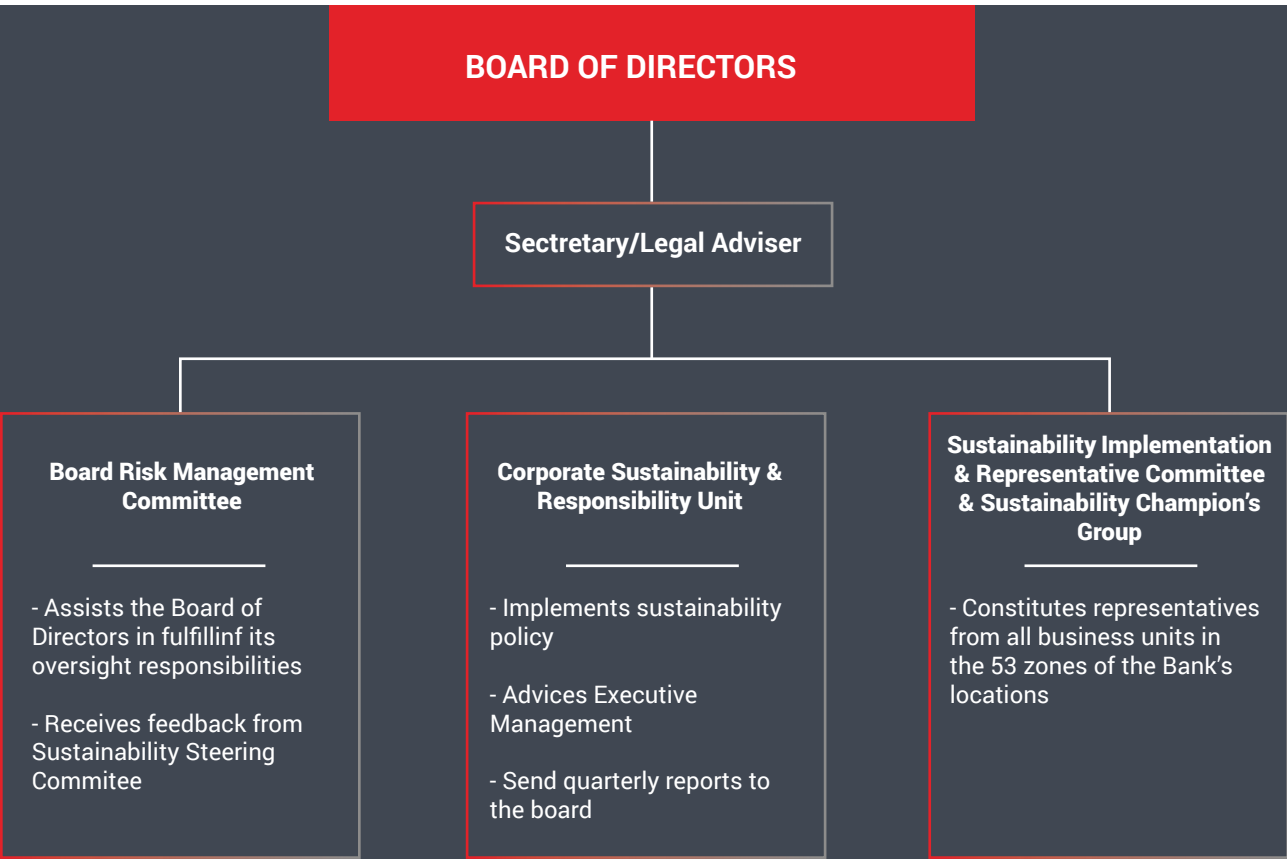 BOARD OF DIRECTORS
Sectretary/Legal Adviser
Board Risk Management
Committee
- Assists the Board of
Directors in fulfillinf its
oversight responsibilities
- Receives feedback from
Sustainability Steering
Commitee
Corporate Sustainability &
Responsibility Unit
- Implements sustainability
policy
- Advices Executive
Management
- Send quarterly reports to
the board
Sustainability Implementation
& Representative Committee
& Sustainability Champion’s
Group
- Constitutes representatives
from all business units in
the 53 zones of the Bank’s
locations